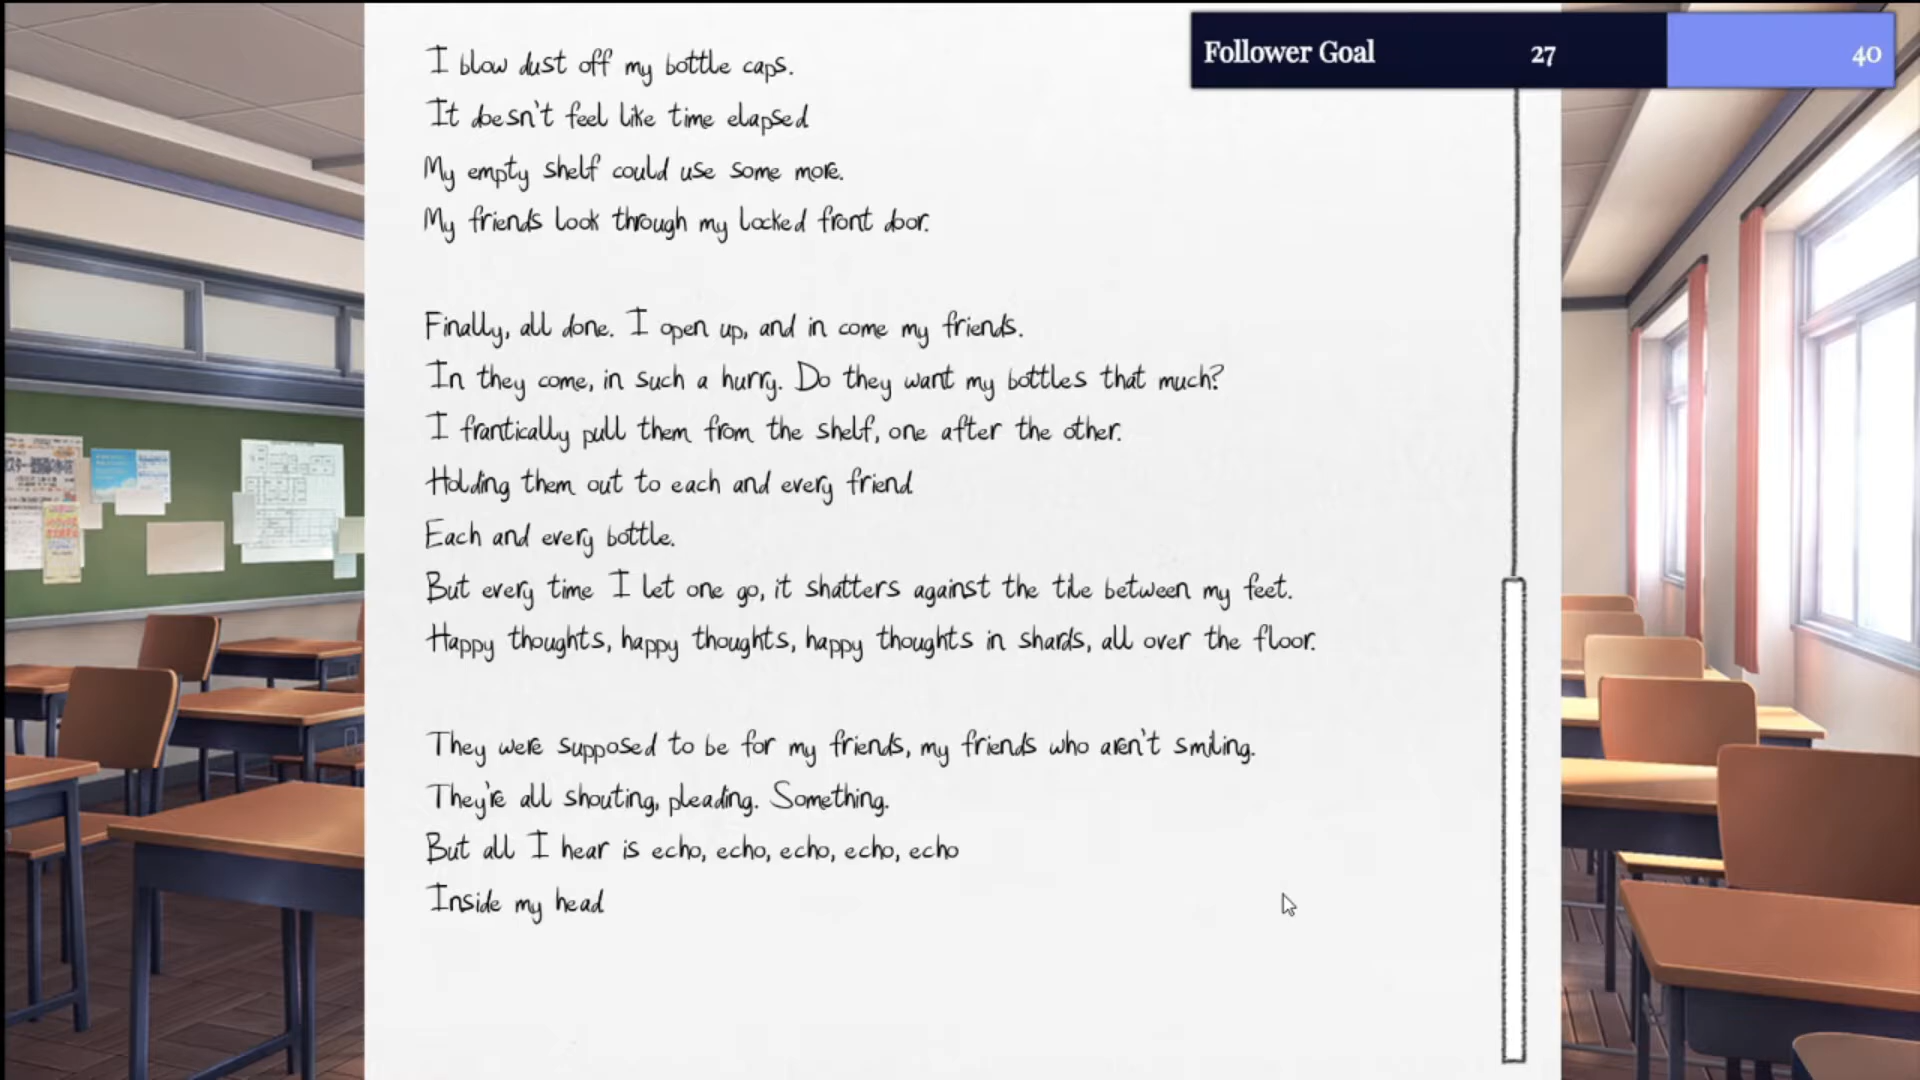 Follower Goal 27 40
I blow dust off my bottle caps.
It doesn't feel like time elapsed
My empty shelf could use some more.
My friends look through my locked front door.
Finally, all done. I open up, and in come my friends.
In they come, in such a hurry. Do they want my bottles that much?
I frantically pull them from the shelf, one after the other.
Holding them out to each and every friend
Each and every bottle.
But every time I let one go, it shatters against the tile between my feet.
Happy thoughts, happy thoughts, happy thoughts in shards, all over the floor.
They were supposed to be for my friends, my friends who aren't smiling.
They're all shouting, pleading. Something.
But all I hear is echo, echo, echo, echo, echo
Inside my head